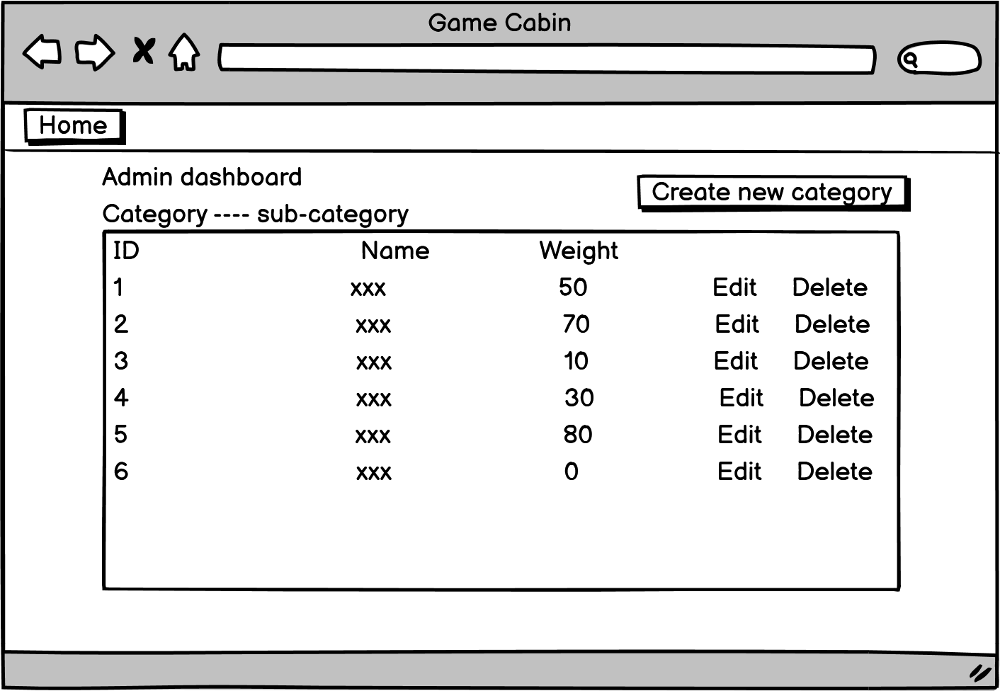 Game Cabin
Home
Admin dashboard
Create new category
Category ---- sub-category
ID Name Weight
1 xxx 50 Edit Delete
2 xxx 70 Edit Delete
3 xxx 10 Edit Delete
4 xxx 30 Edit Delete
5 xxx 80 Edit Delete
6 xxx 0 Edit Delete